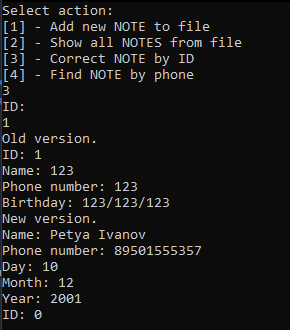 Select action:
[1] - Add new NOTE to file
[2] - Show all NOTES from file
[3] - Correct NOTE by ID
[4] - Find NOTE by phone
3
ID:
1
Old version.
ID: 1
Name: 123
Phone number: 123
Birthday: 123/123/123
New version.
Name: Petya Ivanov
Phone number: 89501555357
Day: 10
Month: 12
Year: 2001
ID: 0